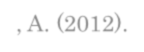 , A. (2012).